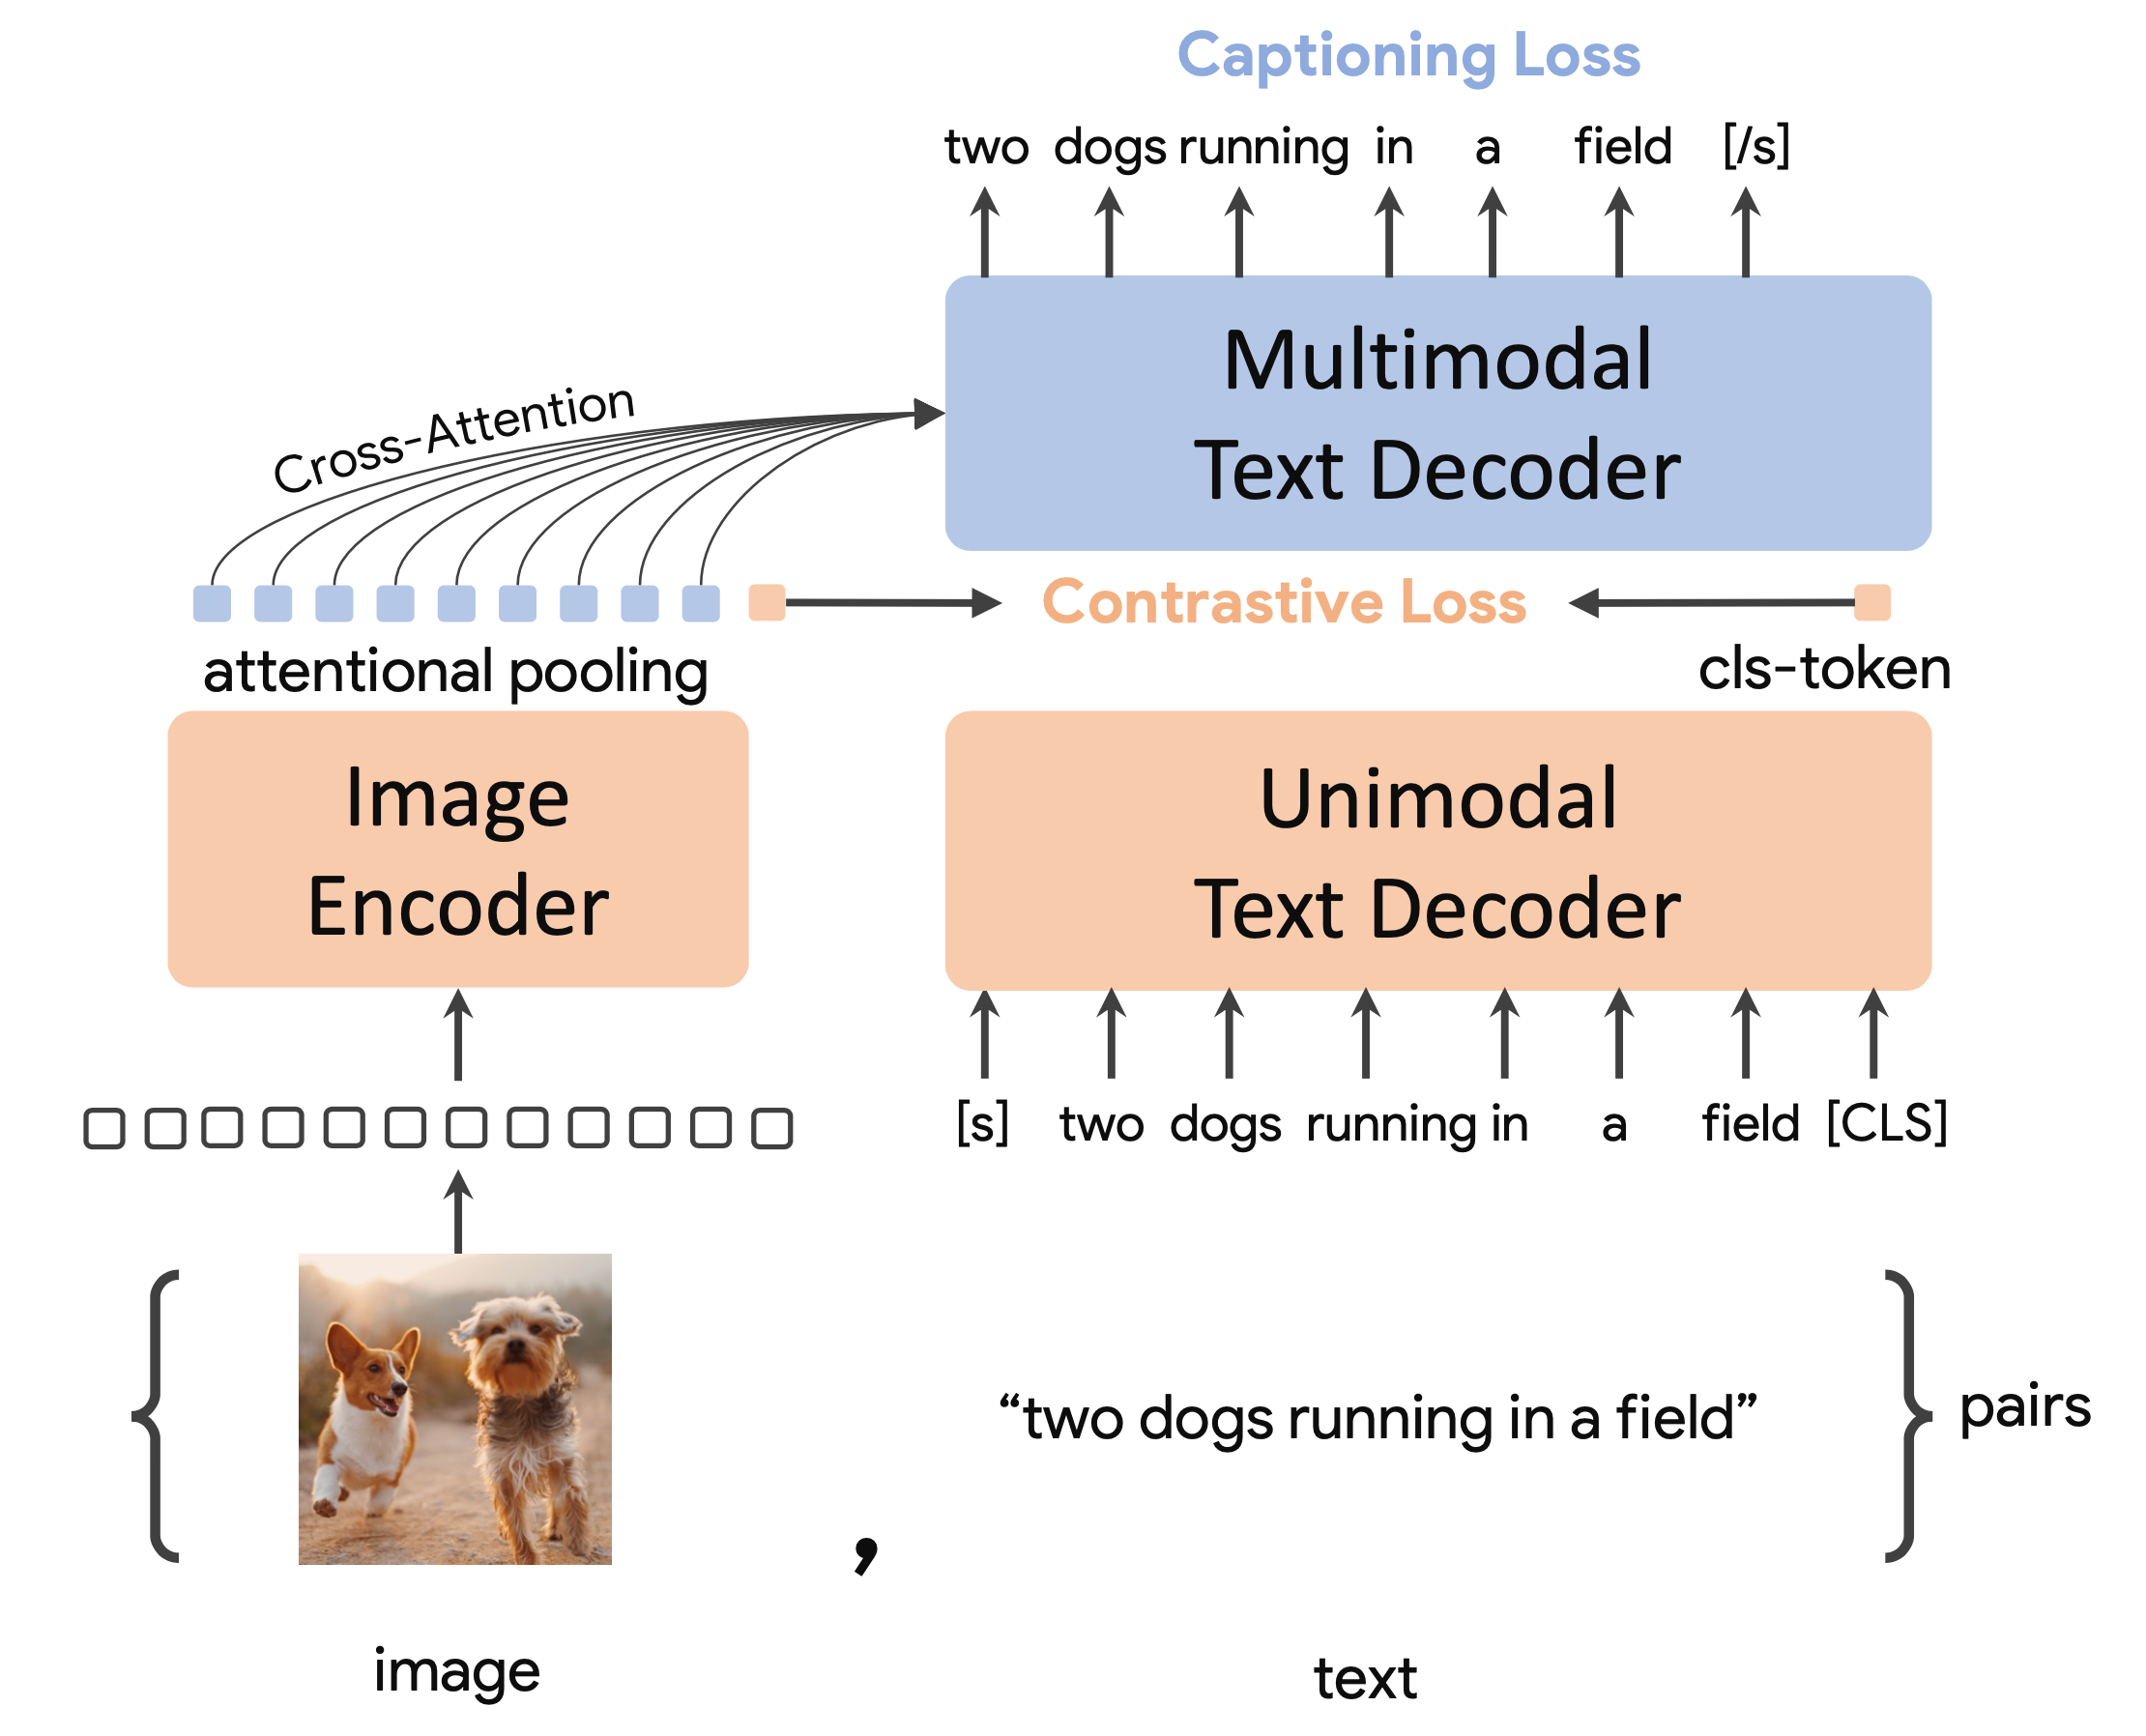 Captioning Loss
two dogs running in a field [/s]
Multimodal
Text Decoder
Cross-Attention
Contrastive Loss
attentional pooling
cls-token
Image
Encoder
Unimodal
Text Decoder
[s] two dogs running in a field [CLS]
“two dogs running in a field”
pairs
,
image
text